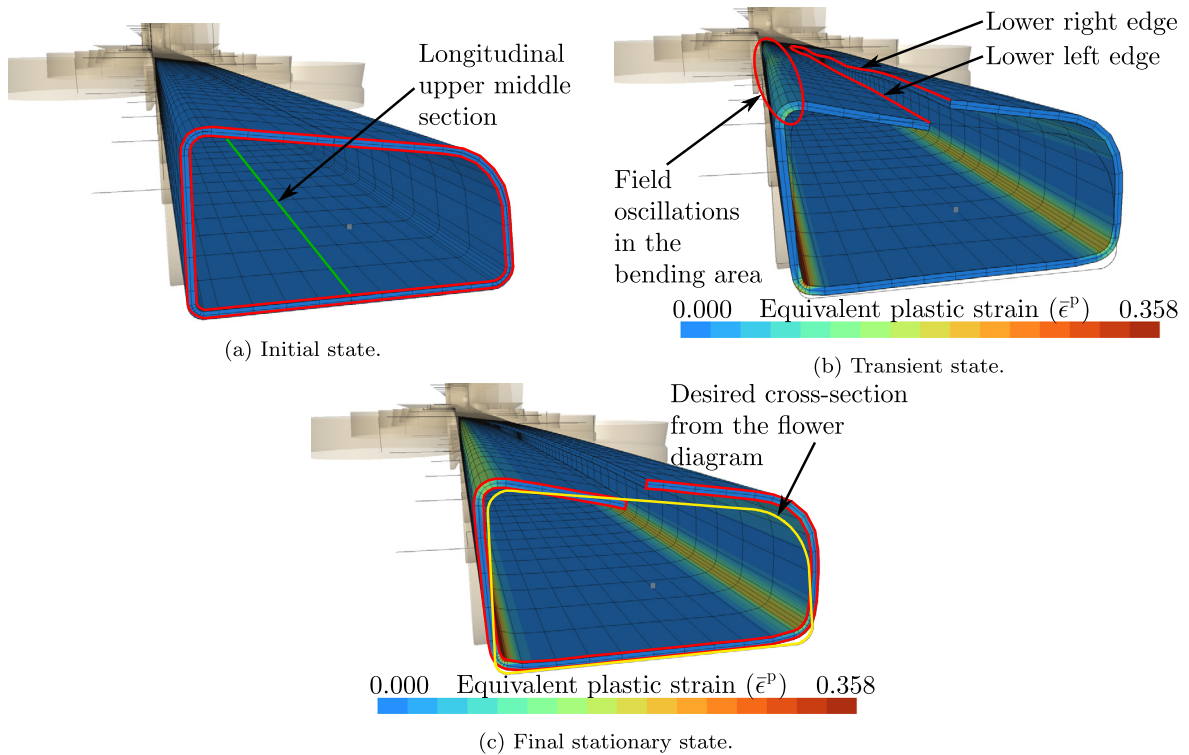 Longitudinal
upper middle
section
(a) Initial state.
Lower right edge
Lower left edge
Field
oscillations
in the
bending area
0.000 Equivalent plastic strain (ε̄ᵖ) 0.358
(b) Transient state.
Desired cross-section
from the flower
diagram
0.000 Equivalent plastic strain (ε̄ᵖ) 0.358
(c) Final stationary state.